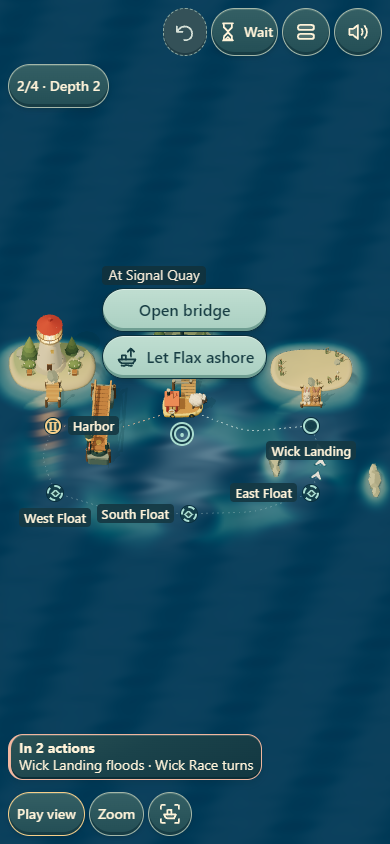 Wait
2/4 · Depth 2
At Signal Quay
Open bridge
Let Flax ashore
Harbor
Wick Landing
East Float
South Float
West Float
In 2 actions
Wick Landing floods · Wick Race turns
Play view
Zoom